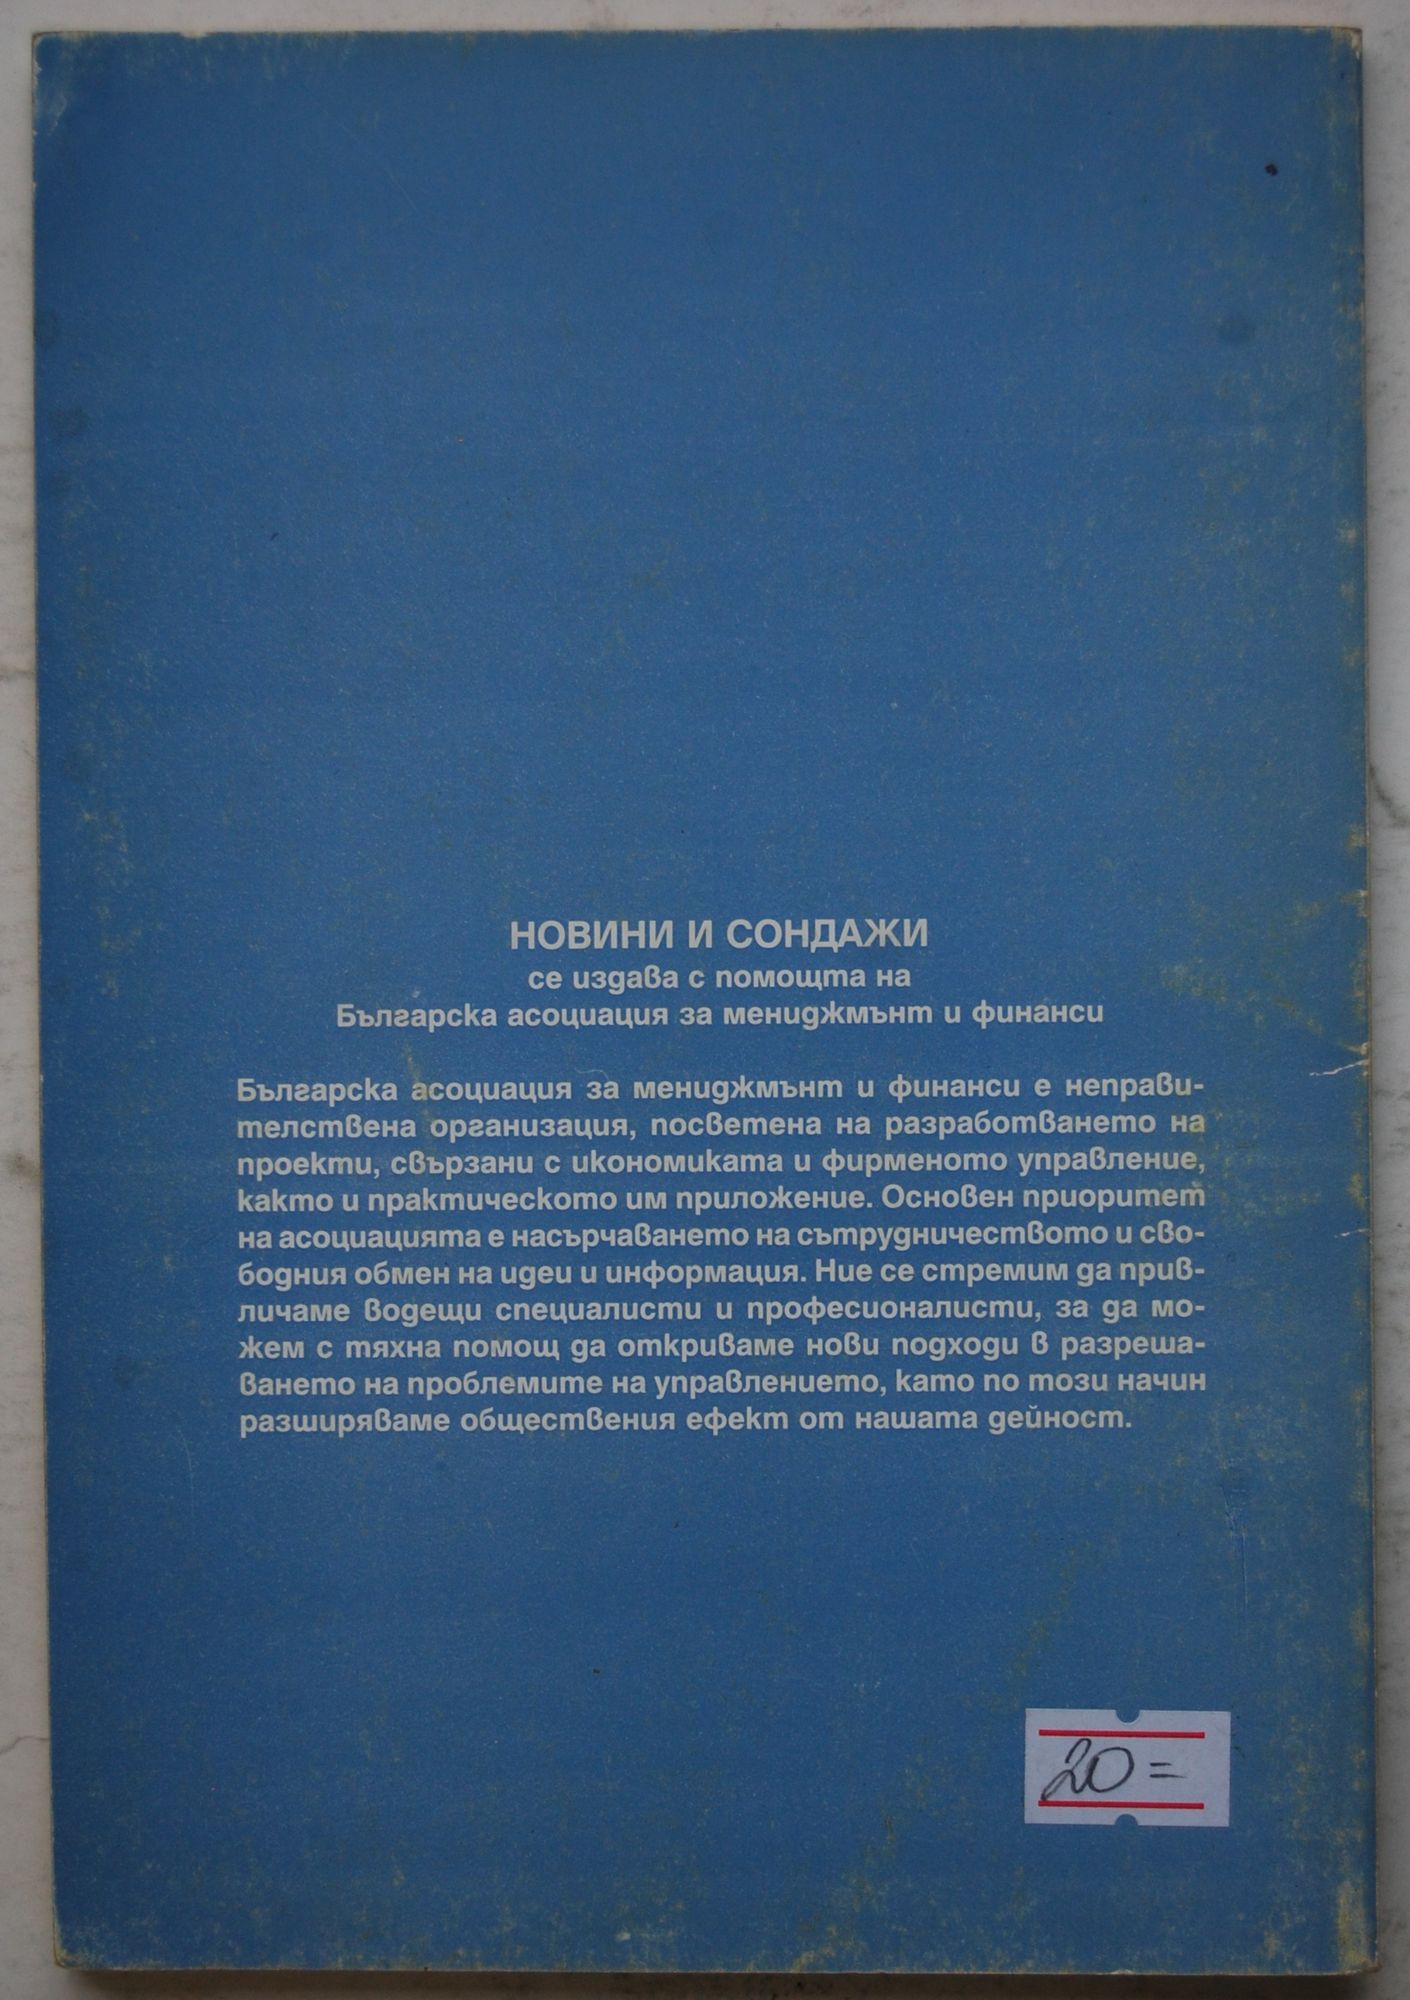 НОВИНИ И СОНДАЖИ
се издава с помощта на
Българска асоциация за мениджмънт и финанси
Българска асоциация за мениджмънт и финанси е неправи-
телствена организация, посветена на разработването на
проекти, свързани с икономиката и фирменото управление,
както и практическото им приложение. Основен приоритет
на асоциацията е насърчаването на сътрудничеството и сво-
бодния обмен на идеи и информация. Ние се стремим да прив-
личаме водещи специалисти и професионалисти, за да мо-
жем с тяхна помощ да откриваме нови подходи в разреша-
ването на проблемите на управлението, като по този начин
разширяваме обществения ефект от нашата дейност.
20=